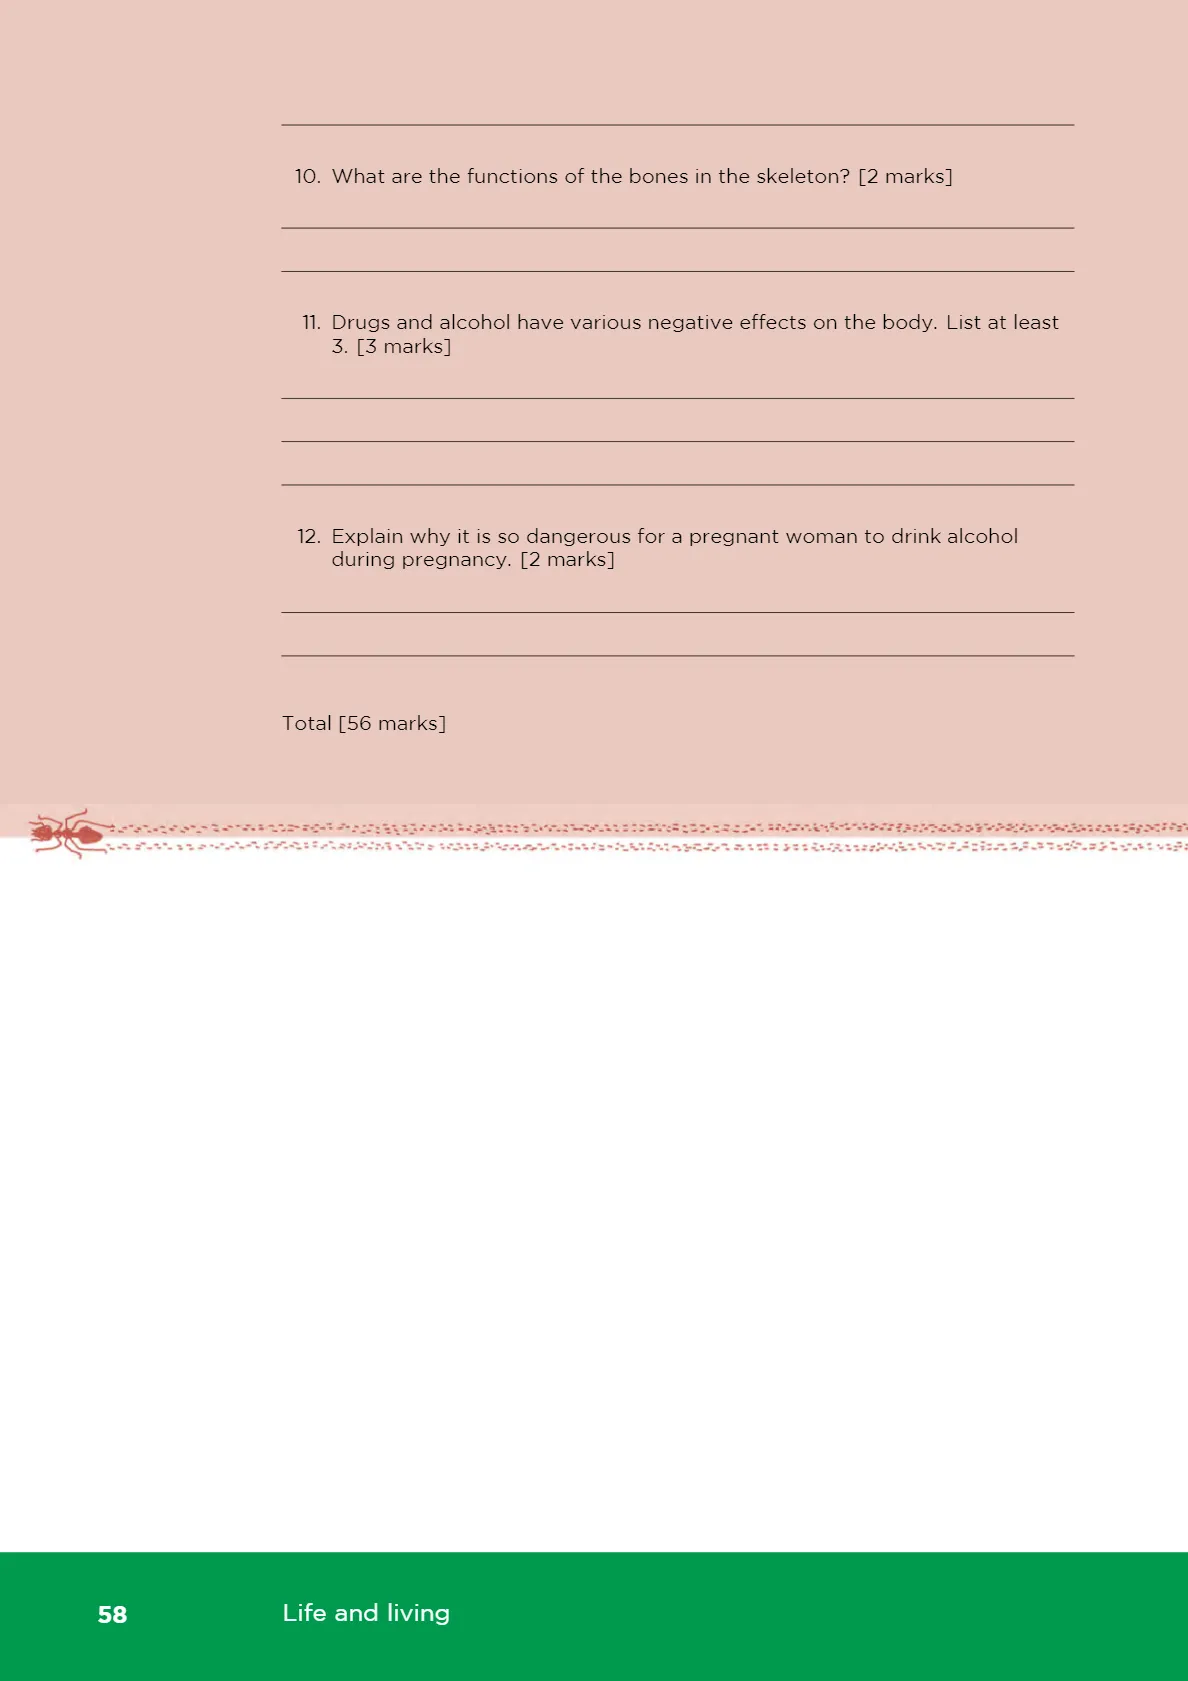 10. What are the functions of the bones in the skeleton? [2 marks]
11. Drugs and alcohol have various negative effects on the body. List at least
3. [3 marks]
12. Explain why it is so dangerous for a pregnant woman to drink alcohol
during pregnancy. [2 marks]
Total [56 marks]
58 Life and living